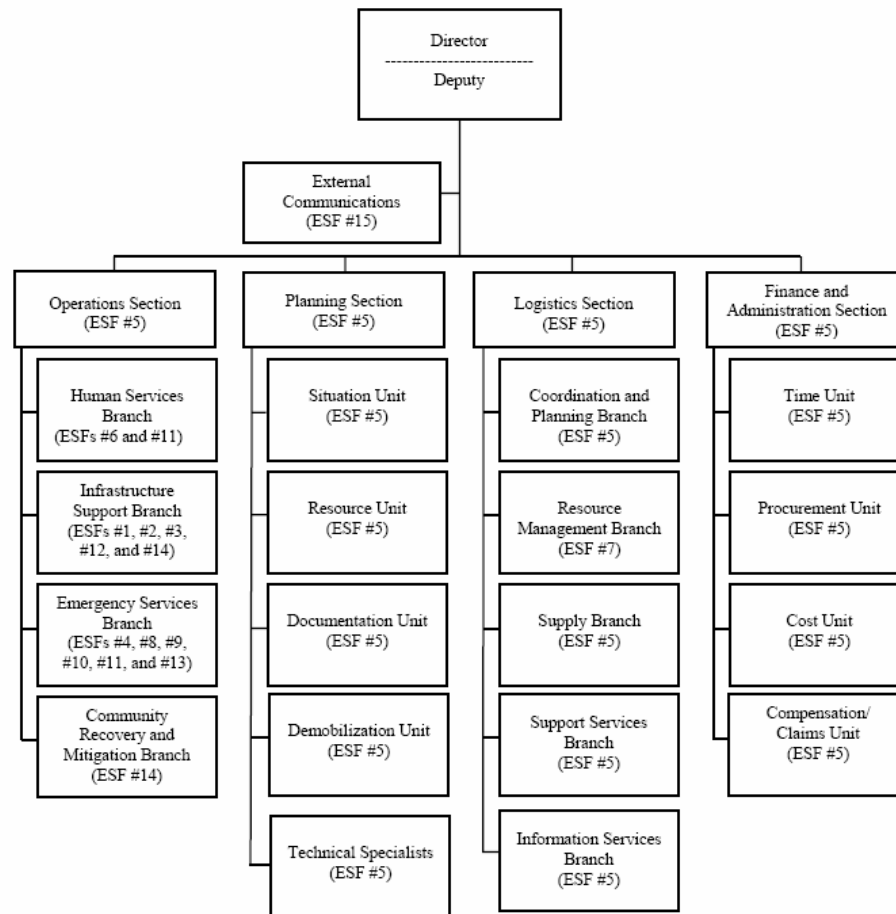 Director
Deputy
External
Communications
(ESF #15)
Operations Section
(ESF #5)
Planning Section
(ESF #5)
Logistics Section
(ESF #5)
Finance and
Administration Section
(ESF #5)
Human Services
Branch
(ESFs #6 and #11)
Infrastructure
Support Branch
(ESFs #1, #2, #3,
#12, and #14)
Emergency Services
Branch
(ESFs #4, #8, #9,
#10, #11, and #13)
Community
Recovery and
Mitigation Branch
(ESF #14)
Situation Unit
(ESF #5)
Resource Unit
(ESF #5)
Documentation Unit
(ESF #5)
Demobilization Unit
(ESF #5)
Technical Specialists
(ESF #5)
Coordination and
Planning Branch
(ESF #5)
Resource
Management Branch
(ESF #7)
Supply Branch
(ESF #5)
Support Services
Branch
(ESF #5)
Information Services
Branch
(ESF #5)
Time Unit
(ESF #5)
Procurement Unit
(ESF #5)
Cost Unit
(ESF #5)
Compensation/
Claims Unit
(ESF #5)